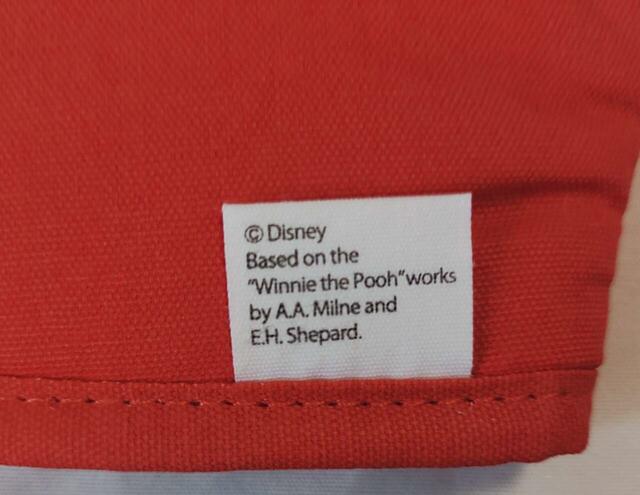 © Disney
Based on the
"Winnie the Pooh"works
by A.A. Milne and
E.H. Shepard.